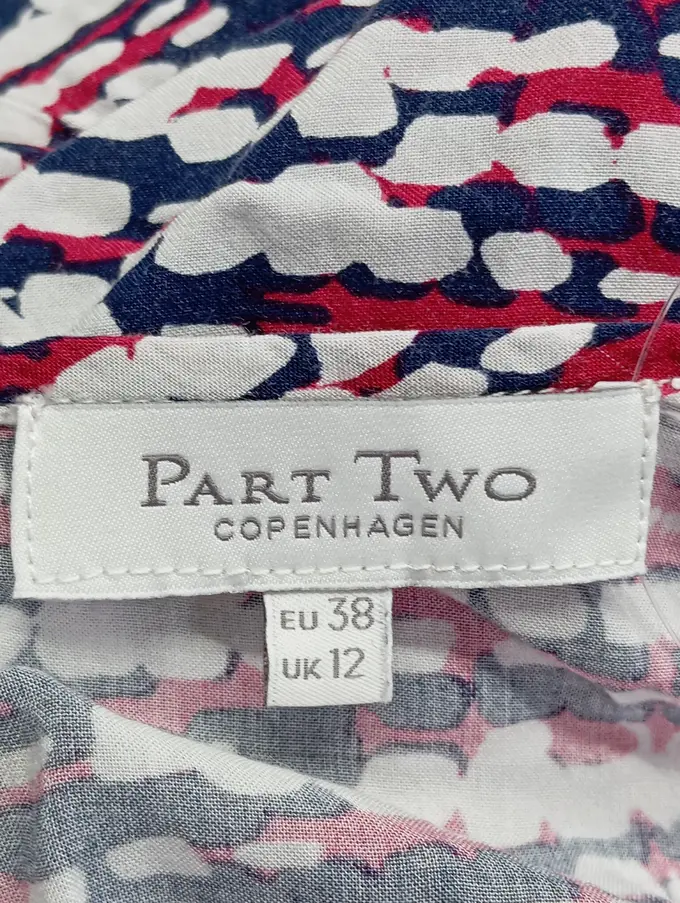 PART TWO
COPENHAGEN
EU 38
UK 12